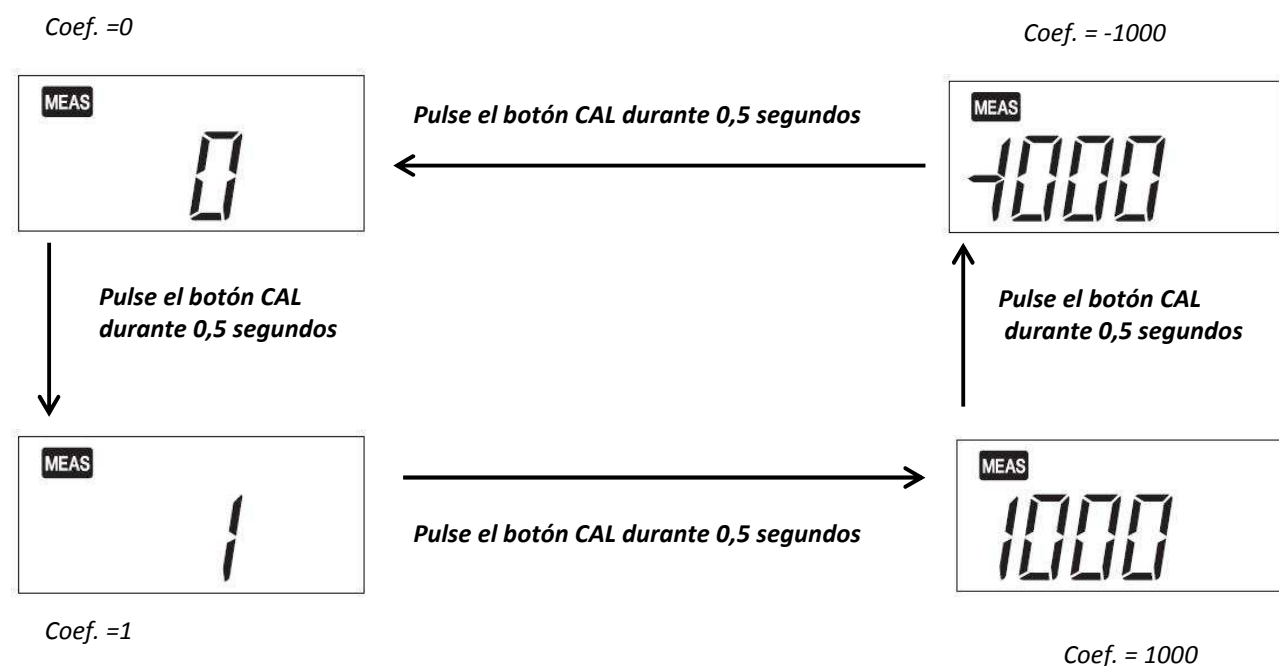 Coef. =0
Coef. = -1000
MEAS
0
Pulse el botón CAL durante 0,5 segundos
MEAS
-1000
Pulse el botón CAL
durante 0,5 segundos
Pulse el botón CAL
durante 0,5 segundos
MEAS
1
Pulse el botón CAL durante 0,5 segundos
MEAS
1000
Coef. =1
Coef. = 1000